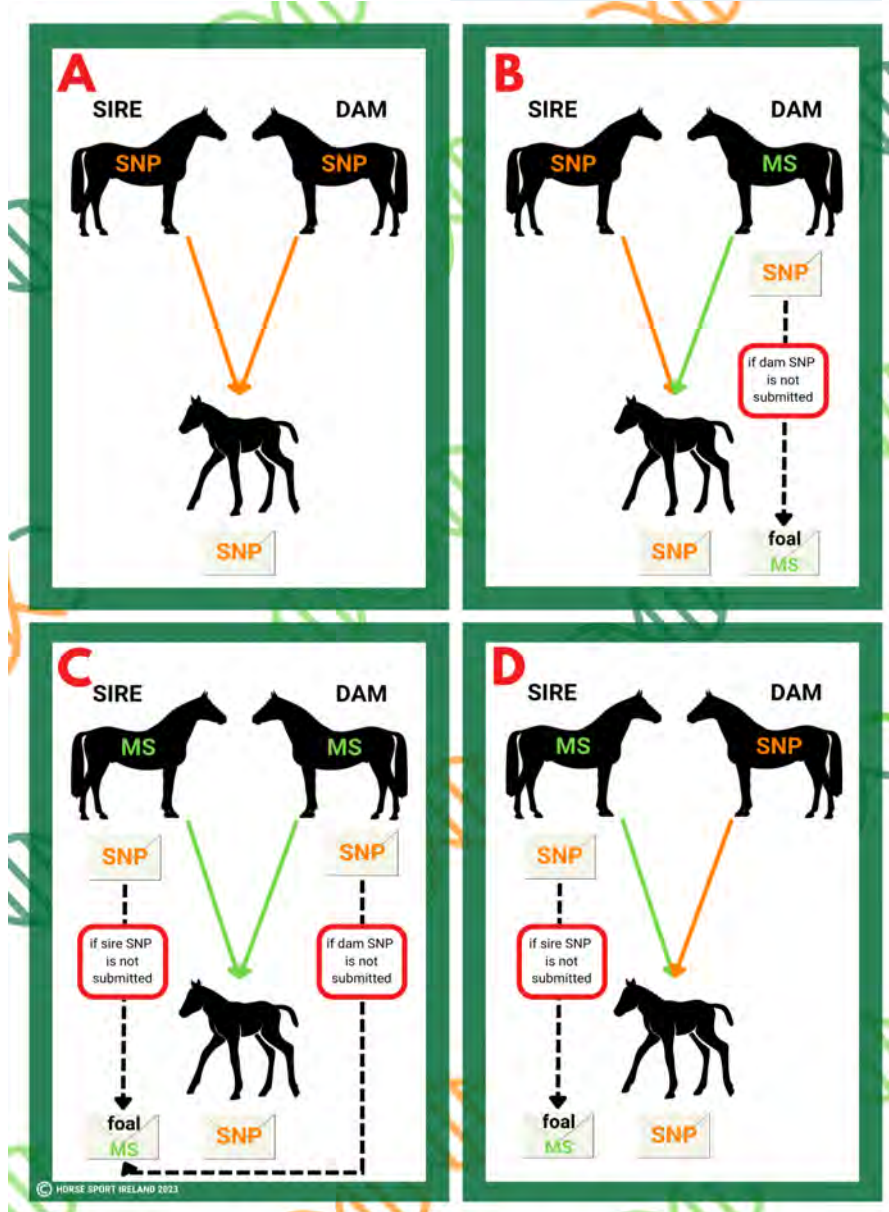 A
SIRE DAM
SNP SNP
SNP
B
SIRE DAM
SNP MS
SNP
if dam SNP
is not
submitted
foal
SNP MS
C
SIRE DAM
MS MS
SNP SNP
if sire SNP
is not
submitted
if dam SNP
is not
submitted
foal
MS SNP
© HORSE SPORT IRELAND 2023
D
SIRE DAM
MS SNP
SNP
if sire SNP
is not
submitted
foal
MS SNP